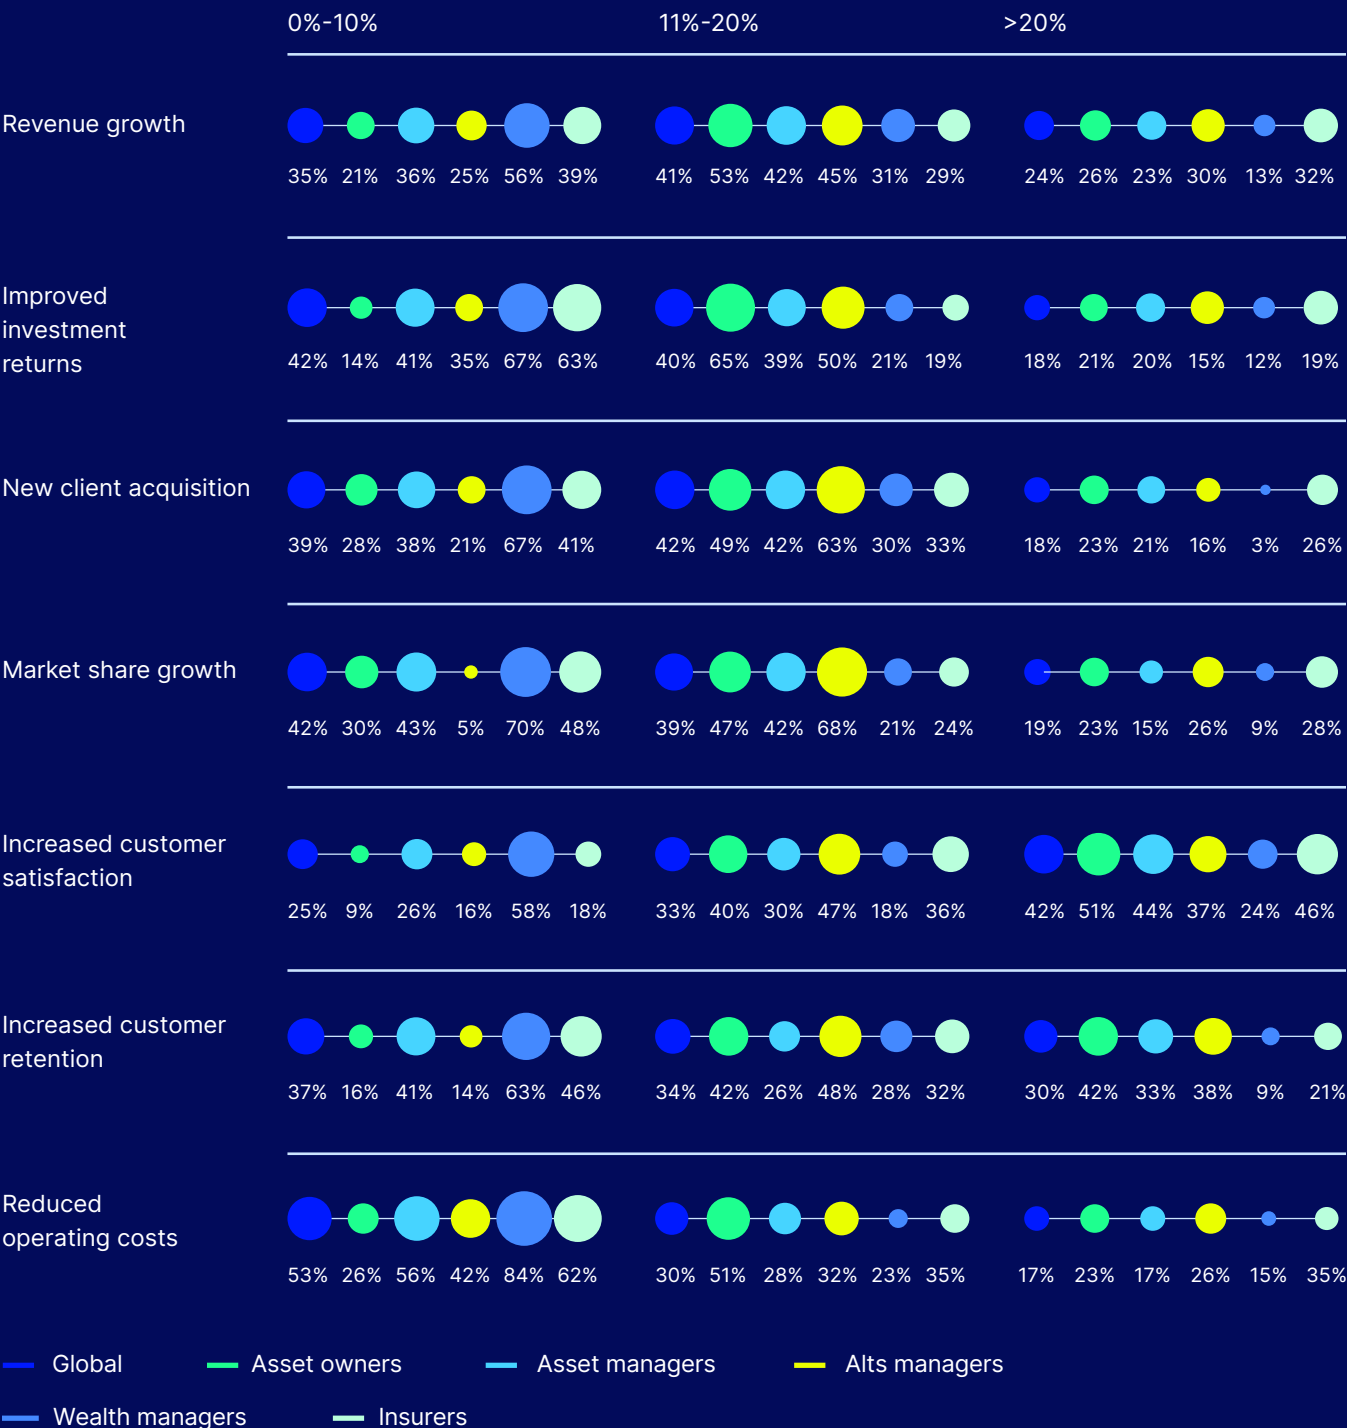 0%-10% 11%-20% >20%
Revenue growth
35% 21% 36% 25% 56% 39% 41% 53% 42% 45% 31% 29% 24% 26% 23% 30% 13% 32%
Improved
investment
returns
42% 14% 41% 35% 67% 63% 40% 65% 39% 50% 21% 19% 18% 21% 20% 15% 12% 19%
New client acquisition
39% 28% 38% 21% 67% 41% 42% 49% 42% 63% 30% 33% 18% 23% 21% 16% 3% 26%
Market share growth
42% 30% 43% 5% 70% 48% 39% 47% 42% 68% 21% 24% 19% 23% 15% 26% 9% 28%
Increased customer
satisfaction
25% 9% 26% 16% 58% 18% 33% 40% 30% 47% 18% 36% 42% 51% 44% 37% 24% 46%
Increased customer
retention
37% 16% 41% 14% 63% 46% 34% 42% 26% 48% 28% 32% 30% 42% 33% 38% 9% 21%
Reduced
operating costs
53% 26% 56% 42% 84% 62% 30% 51% 28% 32% 23% 35% 17% 23% 17% 26% 15% 35%
Global Asset owners Asset managers Alts managers
Wealth managers Insurers